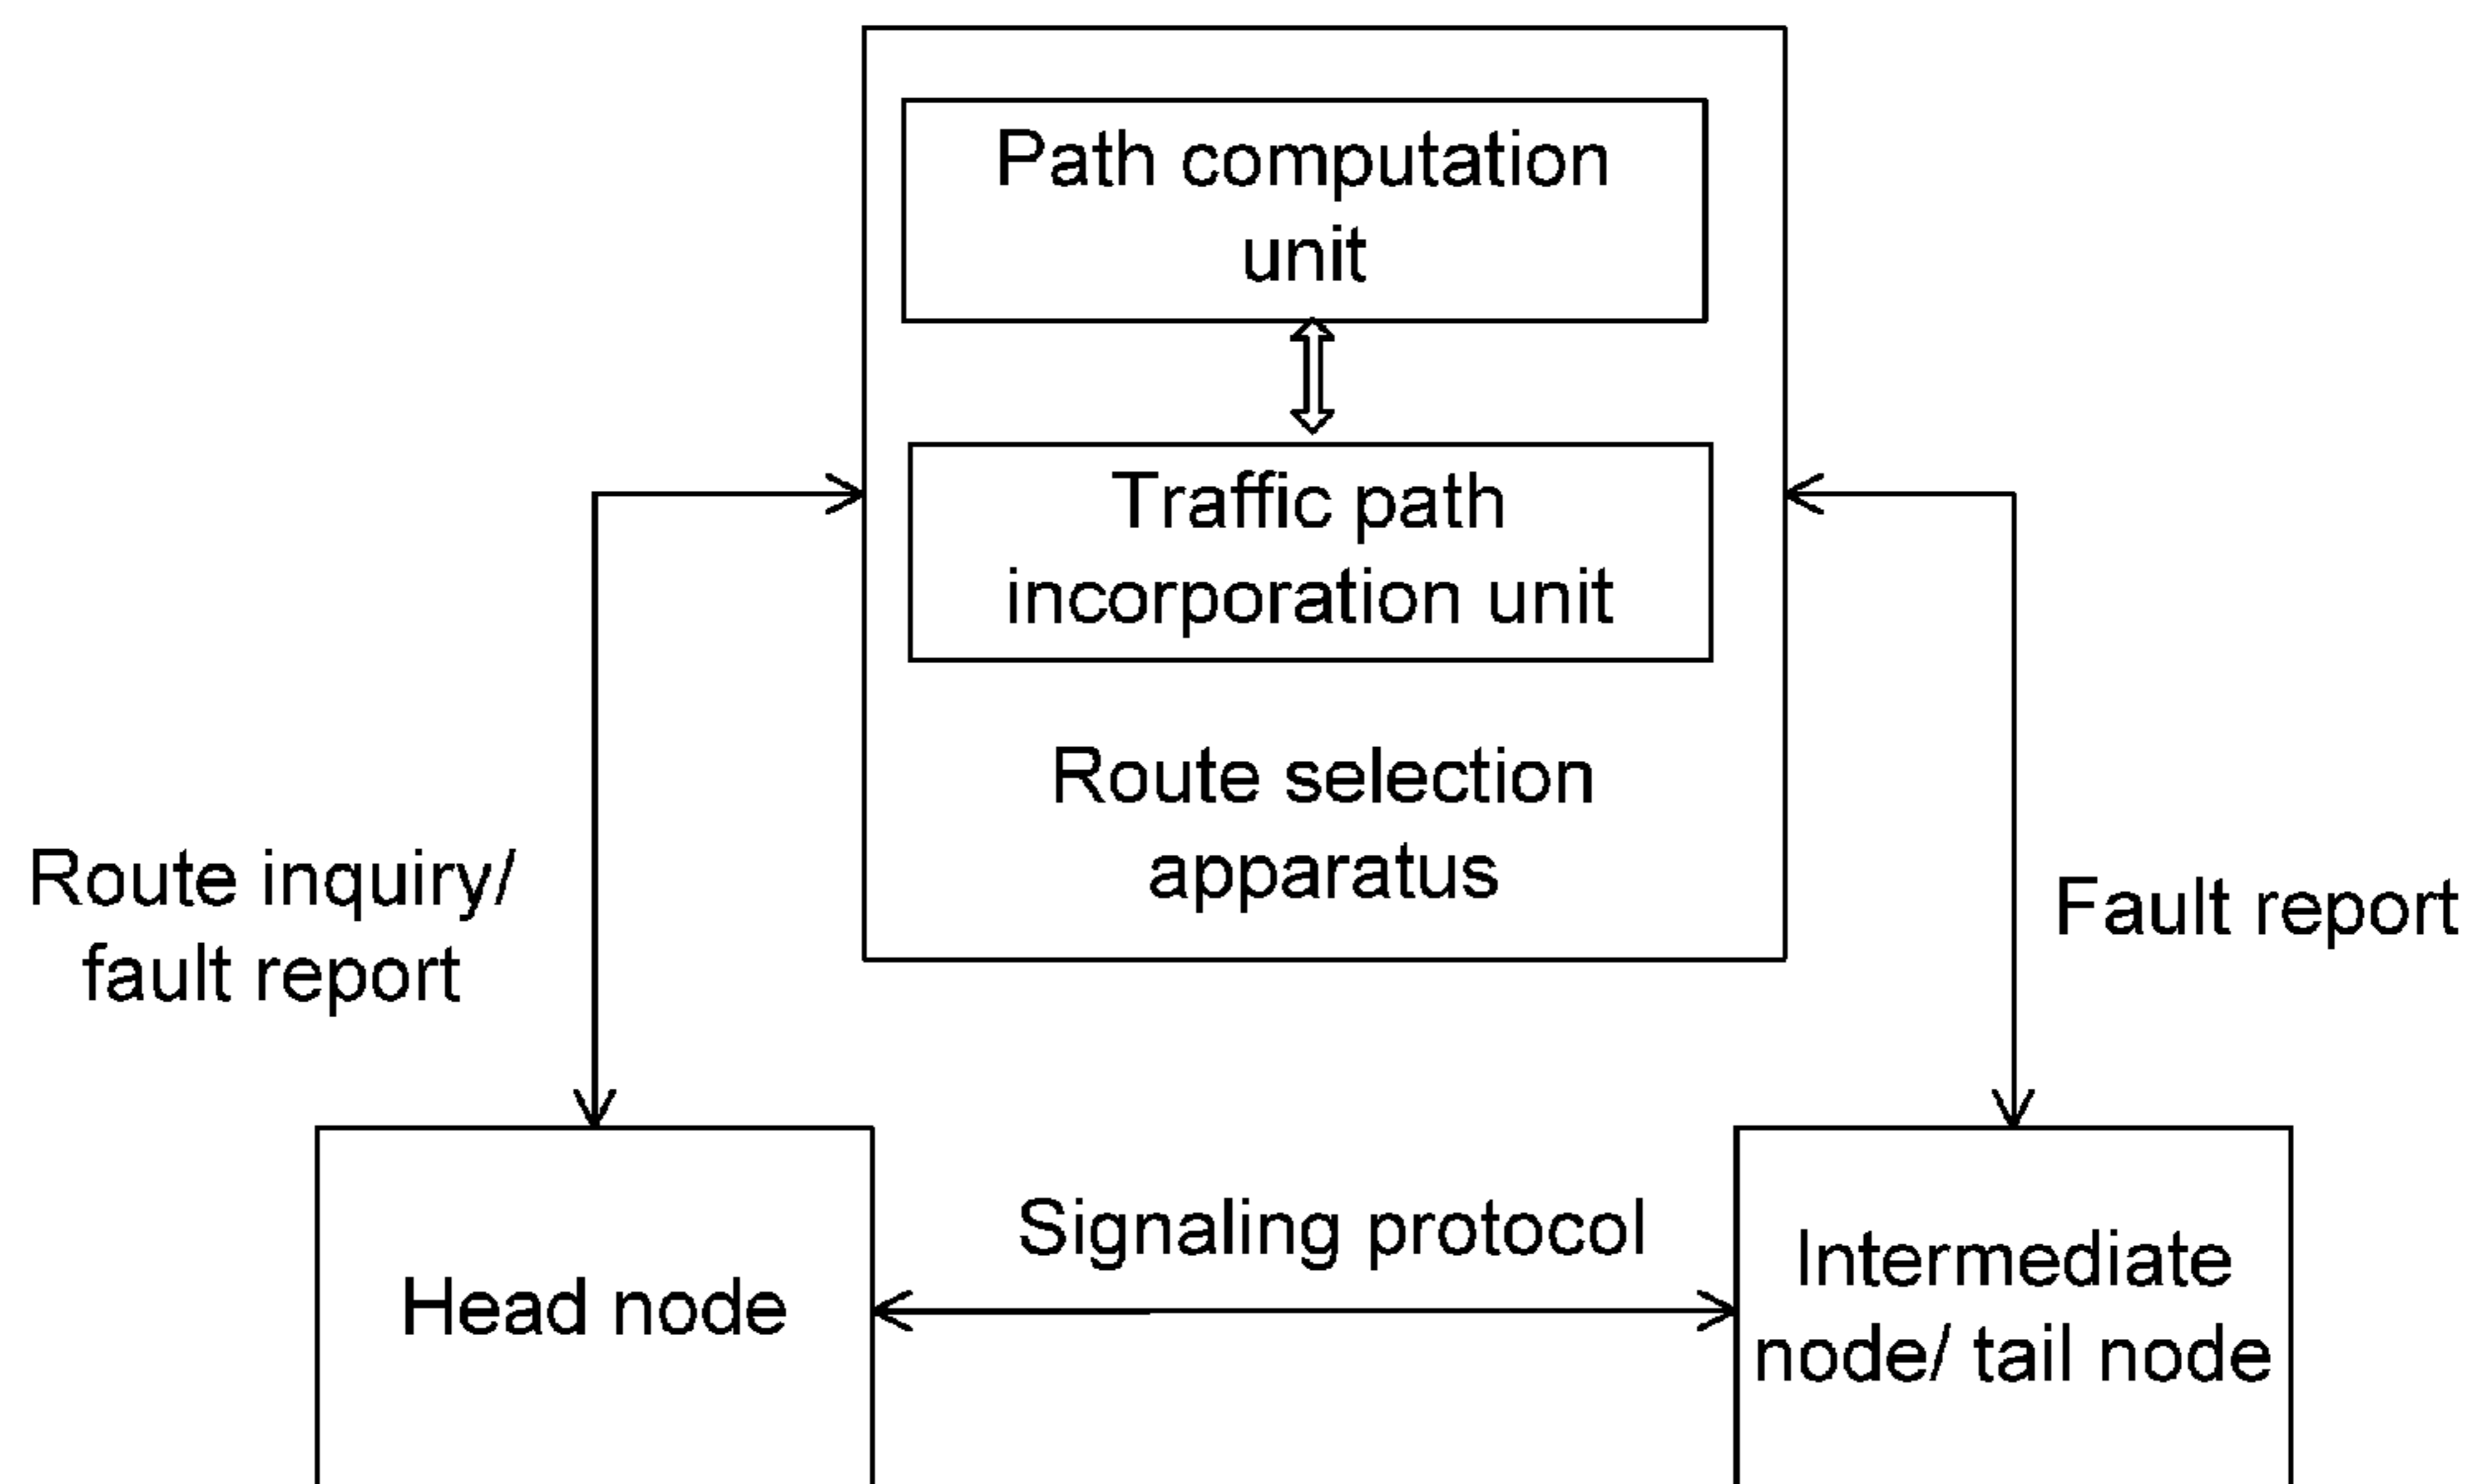 Path computation
unit
Traffic path
incorporation unit
Route selection
apparatus
Route inquiry/
fault report
Fault report
Signaling protocol
Head node
Intermediate
node/ tail node